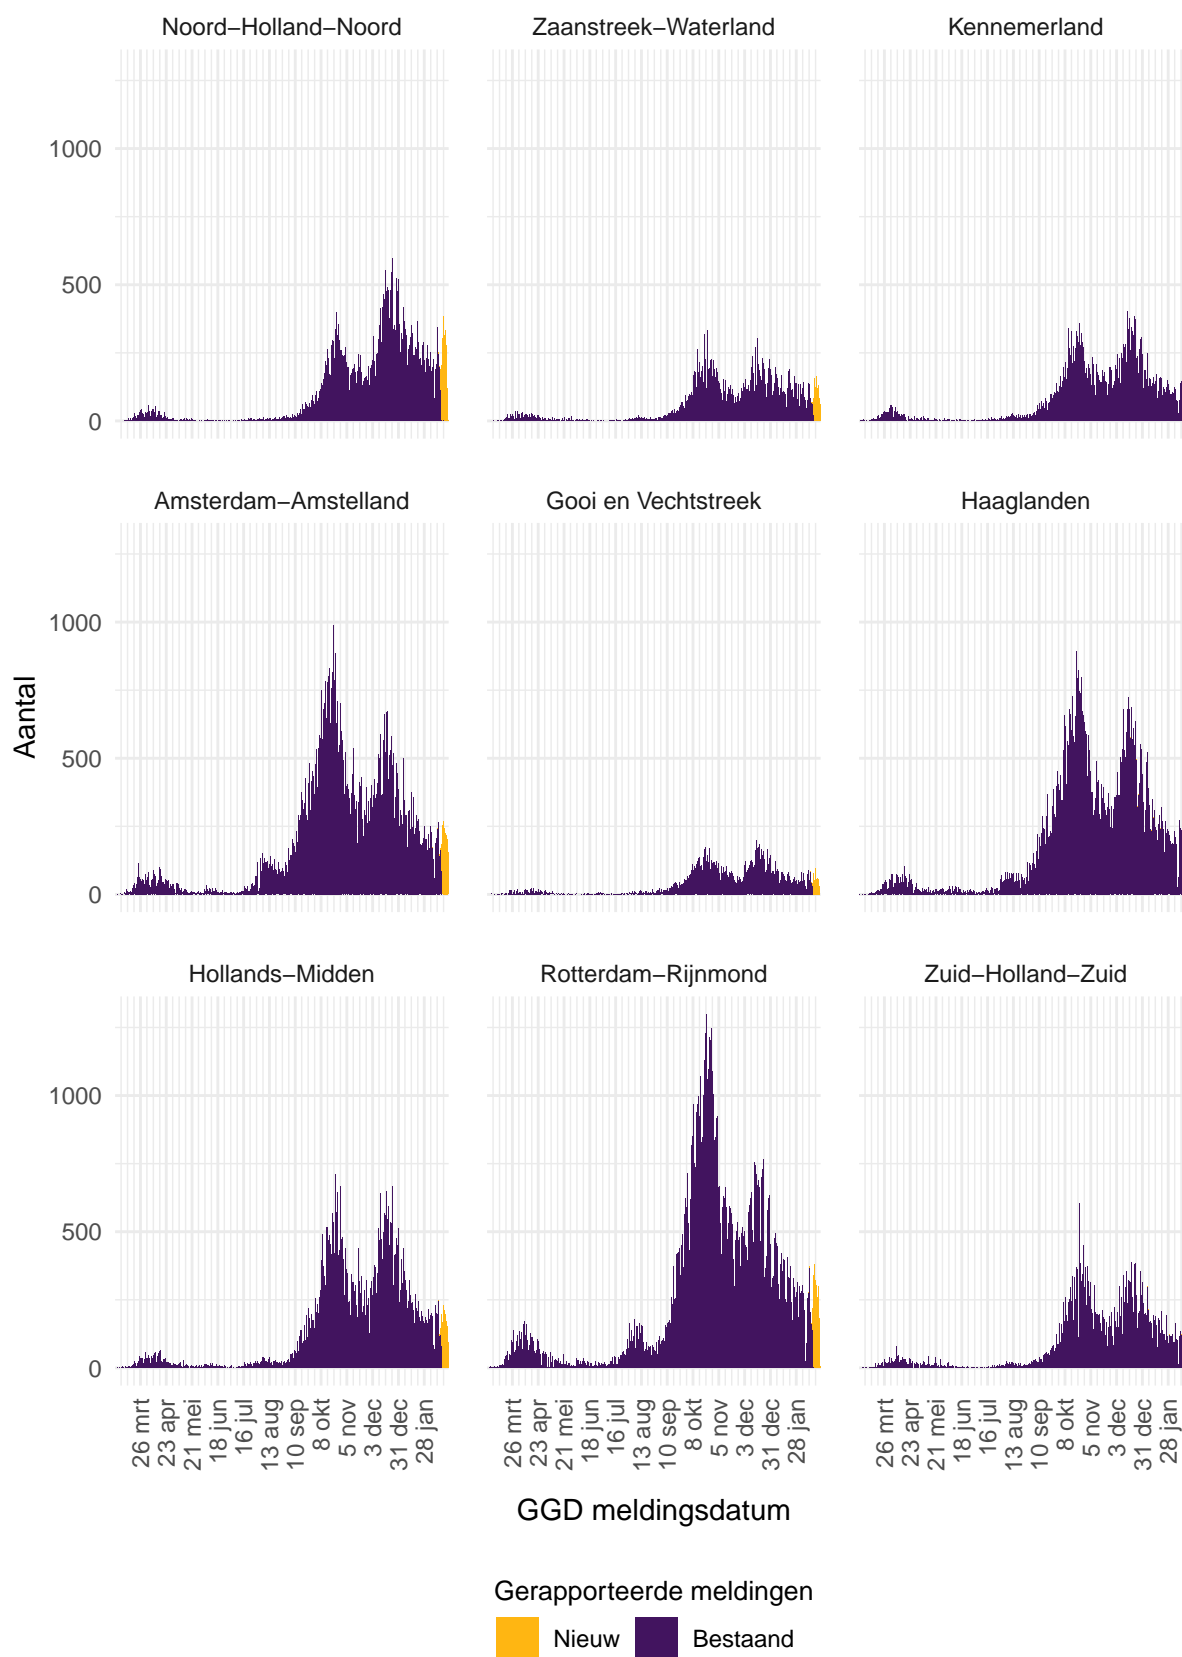 Noord−Holland−Noord Zaanstreek−Waterland Kennemerland
1000
500
0
Amsterdam−Amstelland Gooi en Vechtstreek Haaglanden
1000
500
0
Aantal
Hollands−Midden Rotterdam−Rijnmond Zuid−Holland−Zuid
1000
500
0
26 mrt 23 apr 21 mei 18 jun 16 jul 13 aug 10 sep 8 okt 5 nov 3 dec 31 dec 28 jan
26 mrt 23 apr 21 mei 18 jun 16 jul 13 aug 10 sep 8 okt 5 nov 3 dec 31 dec 28 jan
26 mrt 23 apr 21 mei 18 jun 16 jul 13 aug 10 sep 8 okt 5 nov 3 dec 31 dec 28 jan
GGD meldingsdatum
Gerapporteerde meldingen
Nieuw Bestaand